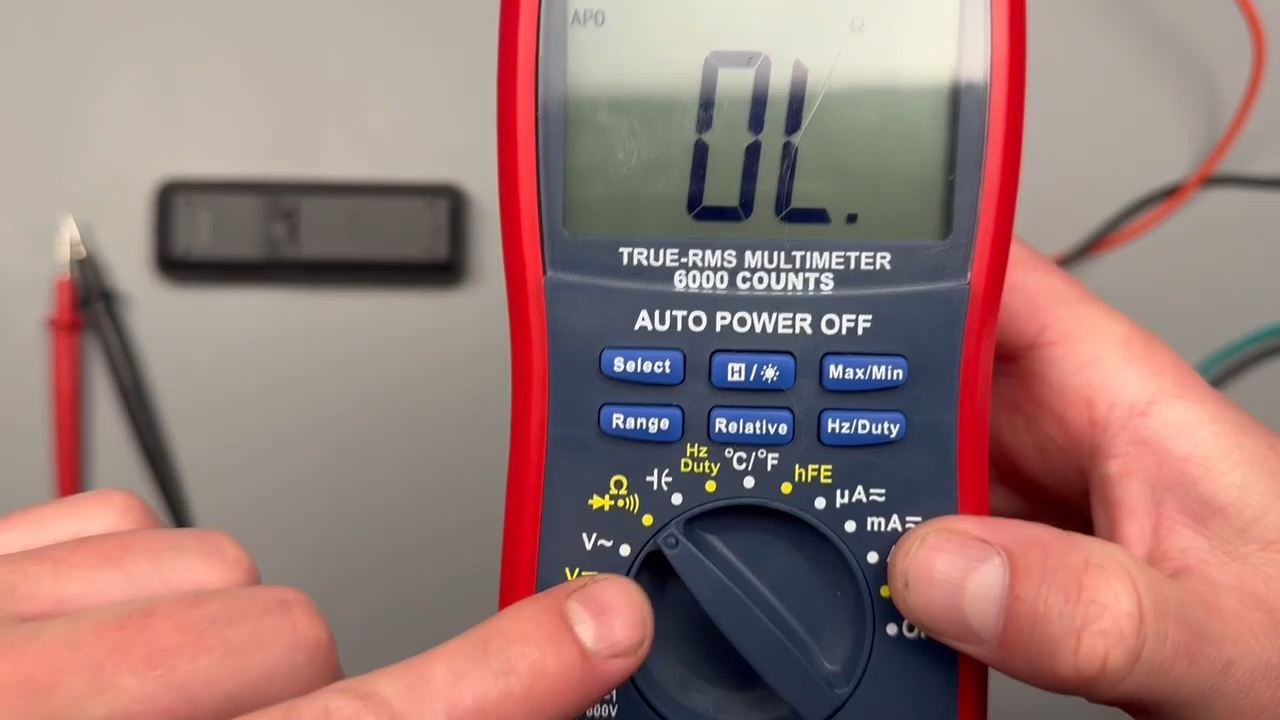 APO
Ω
OL.
TRUE-RMS MULTIMETER
6000 COUNTS
AUTO POWER OFF
Select
H / ☀
Max/Min
Range
Relative
Hz/Duty
Hz
Duty
°C/°F
hFE
Ω
µA≂
mA≂
V~
600V